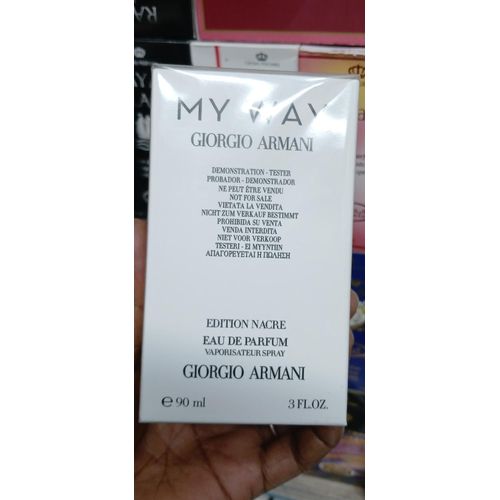 MY WAY
GIORGIO ARMANI
DEMONSTRATION - TESTER
PROBADOR - DEMONSTRADOR
NE PEUT ÊTRE VENDU
NOT FOR SALE
VIETATA LA VENDITA
NICHT ZUM VERKAUF BESTIMMT
PROHIBIDA SU VENTA
VENDA INTERDITA
NIET VOOR VERKOOP
TESTERI - EI MYYNTIIN
ΑΠΑΓΟΡΕΥΕΤΑΙ Η ΠΩΛΗΣΗ
EDITION NACRE
EAU DE PARFUM
VAPORISATEUR SPRAY
GIORGIO ARMANI
℮ 90 ml 3 FL.OZ.